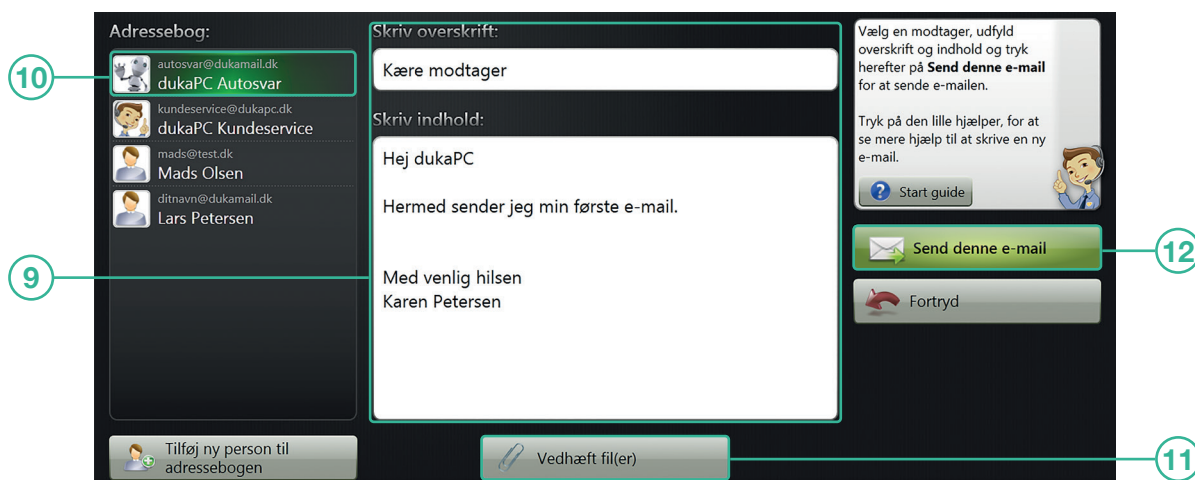 Adressebog:
autosvar@dukamail.dk
dukaPC Autosvar
kundeservice@dukapc.dk
dukaPC Kundeservice
mads@test.dk
Mads Olsen
ditnavn@dukamail.dk
Lars Petersen
Tilføj ny person til
adressebogen
10
9
Skriv overskrift:
Kære modtager
Skriv indhold:
Hej dukaPC
Hermed sender jeg min første e-mail.
Med venlig hilsen
Karen Petersen
Vedhæft fil(er)
Vælg en modtager, udfyld
overskrift og indhold og tryk
herefter på Send denne e-mail
for at sende e-mailen.
Tryk på den lille hjælper, for at
se mere hjælp til at skrive en ny
e-mail.
? Start guide
Send denne e-mail
Fortryd
12
11